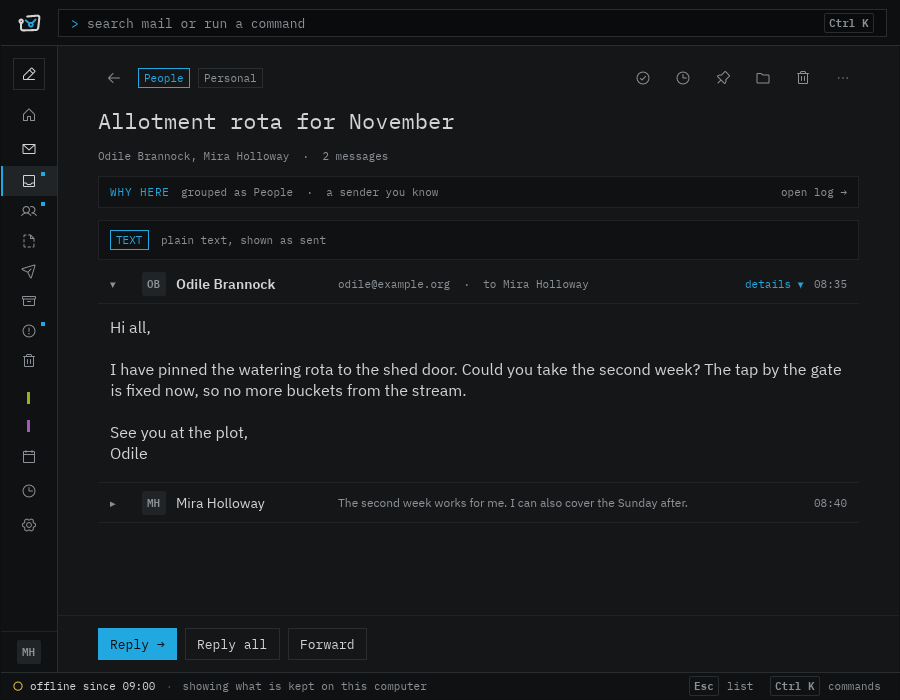 > search mail or run a command Ctrl K
People Personal
Allotment rota for November
Odile Brannock, Mira Holloway · 2 messages
WHY HERE grouped as People · a sender you know open log →
TEXT plain text, shown as sent
▾ OB Odile Brannock odile@example.org · to Mira Holloway details ▾ 08:35
Hi all,
I have pinned the watering rota to the shed door. Could you take the second week? The tap by the gate
is fixed now, so no more buckets from the stream.
See you at the plot,
Odile
▸ MH Mira Holloway The second week works for me. I can also cover the Sunday after. 08:40
Reply → Reply all Forward
MH
offline since 09:00 · showing what is kept on this computer Esc list Ctrl K commands